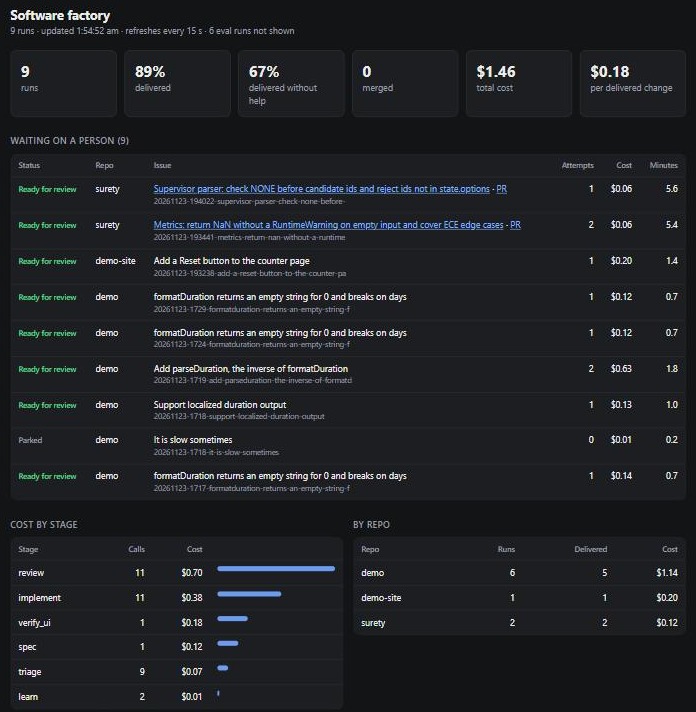 Software factory
9 runs · updated 1:54:52 am · refreshes every 15 s · 6 eval runs not shown
9
runs
89%
delivered
67%
delivered without
help
0
merged
$1.46
total cost
$0.18
per delivered change
WAITING ON A PERSON (9)
Status Repo Issue Attempts Cost Minutes
Ready for review surety Supervisor parser: check NONE before candidate ids and reject ids not in state.options · PR 1 $0.06 5.6
20261123-194022-supervisor-parser-check-none-before-
Ready for review surety Metrics: return NaN without a RuntimeWarning on empty input and cover ECE edge cases · PR 2 $0.06 5.4
20261123-193441-metrics-return-nan-without-a-runtime
Ready for review demo-site Add a Reset button to the counter page 1 $0.20 1.4
20261123-193238-add-a-reset-button-to-the-counter-pa
Ready for review demo formatDuration returns an empty string for 0 and breaks on days 1 $0.12 0.7
20261123-1729-formatduration-returns-an-empty-string-f
Ready for review demo formatDuration returns an empty string for 0 and breaks on days 1 $0.12 0.7
20261123-1724-formatduration-returns-an-empty-string-f
Ready for review demo Add parseDuration, the inverse of formatDuration 2 $0.63 1.8
20261123-1719-add-parseduration-the-inverse-of-formatd
Ready for review demo Support localized duration output 1 $0.13 1.0
20261123-1718-support-localized-duration-output
Parked demo It is slow sometimes 0 $0.01 0.2
20261123-1718-it-is-slow-sometimes
Ready for review demo formatDuration returns an empty string for 0 and breaks on days 1 $0.14 0.7
20261123-1717-formatduration-returns-an-empty-string-f
COST BY STAGE
Stage Calls Cost
review 11 $0.70
implement 11 $0.38
verify_ui 1 $0.18
spec 1 $0.12
triage 9 $0.07
learn 2 $0.01
BY REPO
Repo Runs Delivered Cost
demo 6 5 $1.14
demo-site 1 1 $0.20
surety 2 2 $0.12